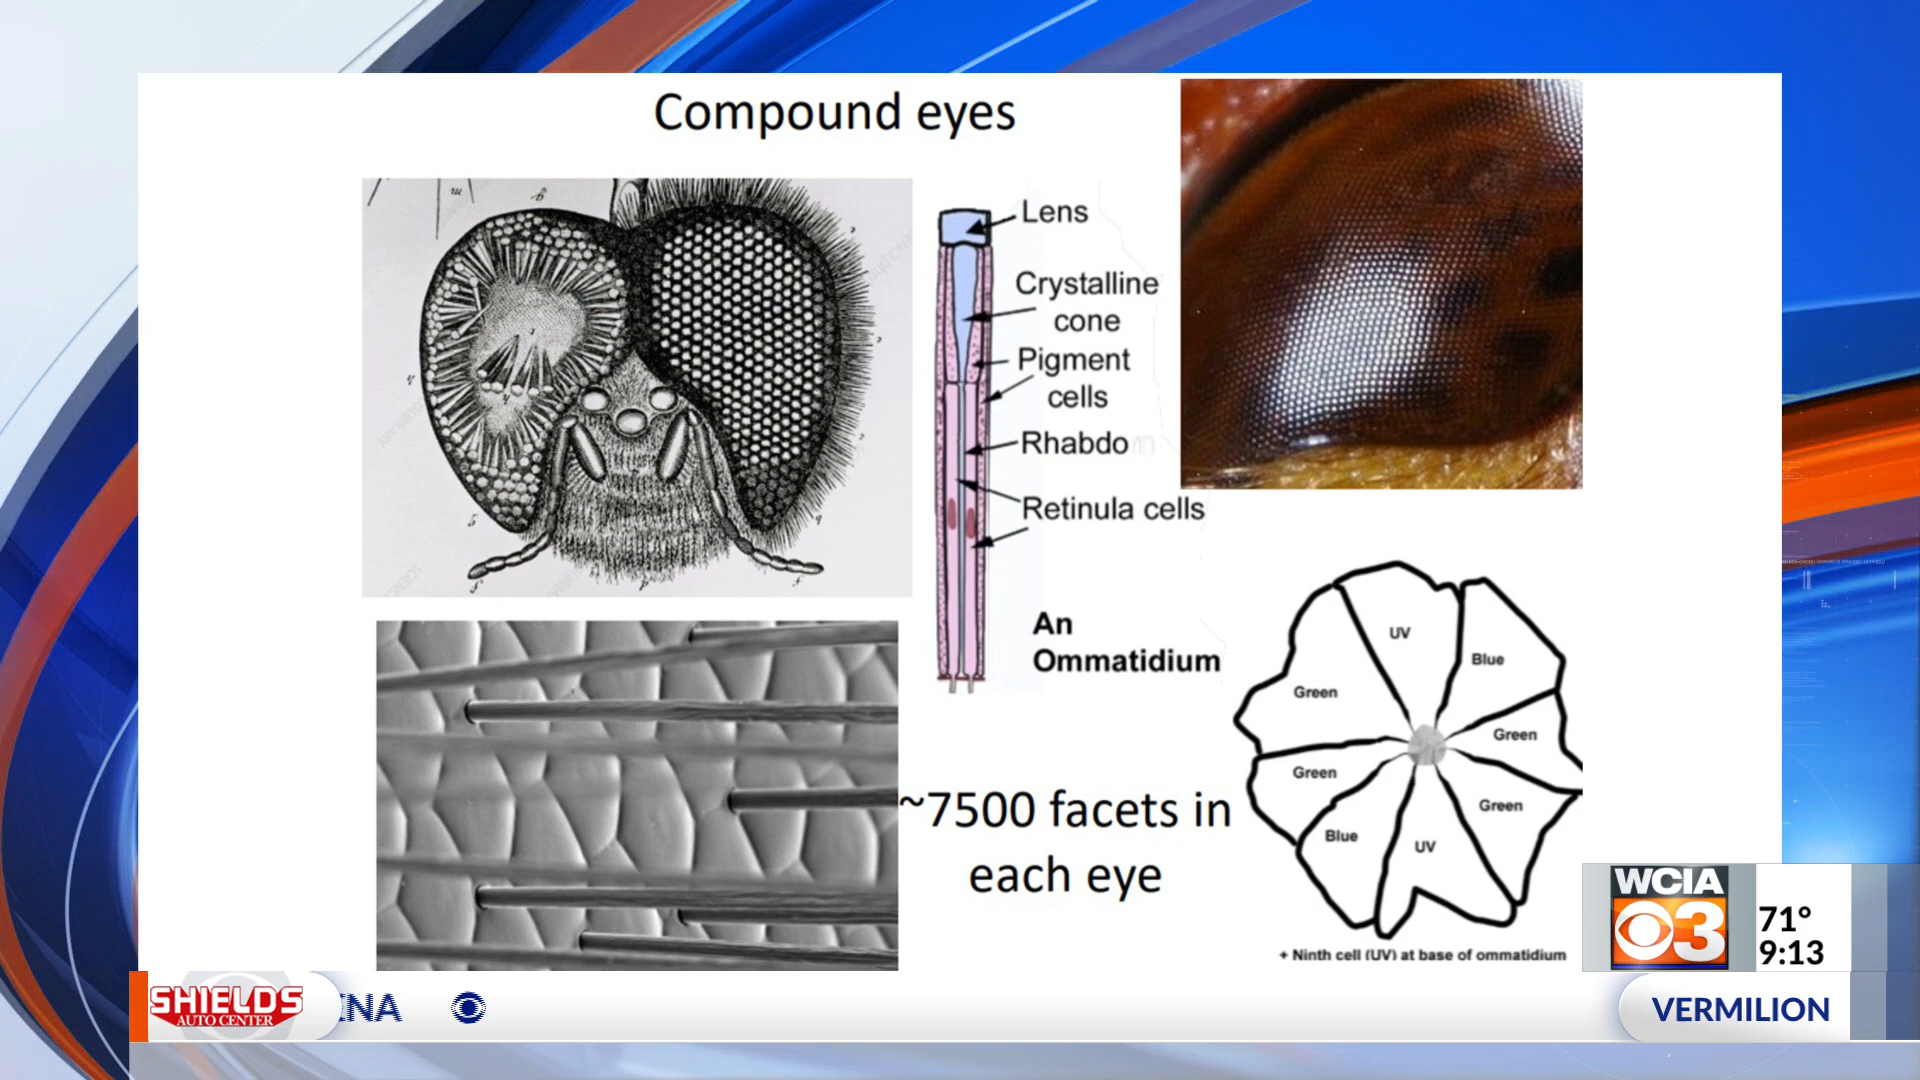 Compound eyes
Lens
Crystalline
cone
Pigment
cells
Rhabdom
Retinula cells
An
Ommatidium
~7500 facets in
each eye
UV
Blue
Green
Green
Green
Green
Blue
UV
+ Ninth cell (UV) at base of ommatidium
WCIA
3
71°
9:13
SHIELDS
AUTO CENTER
ENA
VERMILION